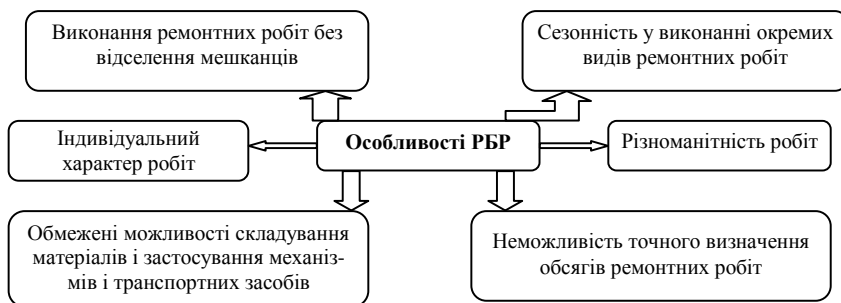 Виконання ремонтних робіт без
відселення мешканців
Сезонність у виконанні окремих
видів ремонтних робіт
Індивідуальний
характер робіт
Особливості РБР
Різноманітність робіт
Обмежені можливості складування
матеріалів і застосування механіз-
мів і транспортних засобів
Неможливість точного визначення
обсягів ремонтних робіт